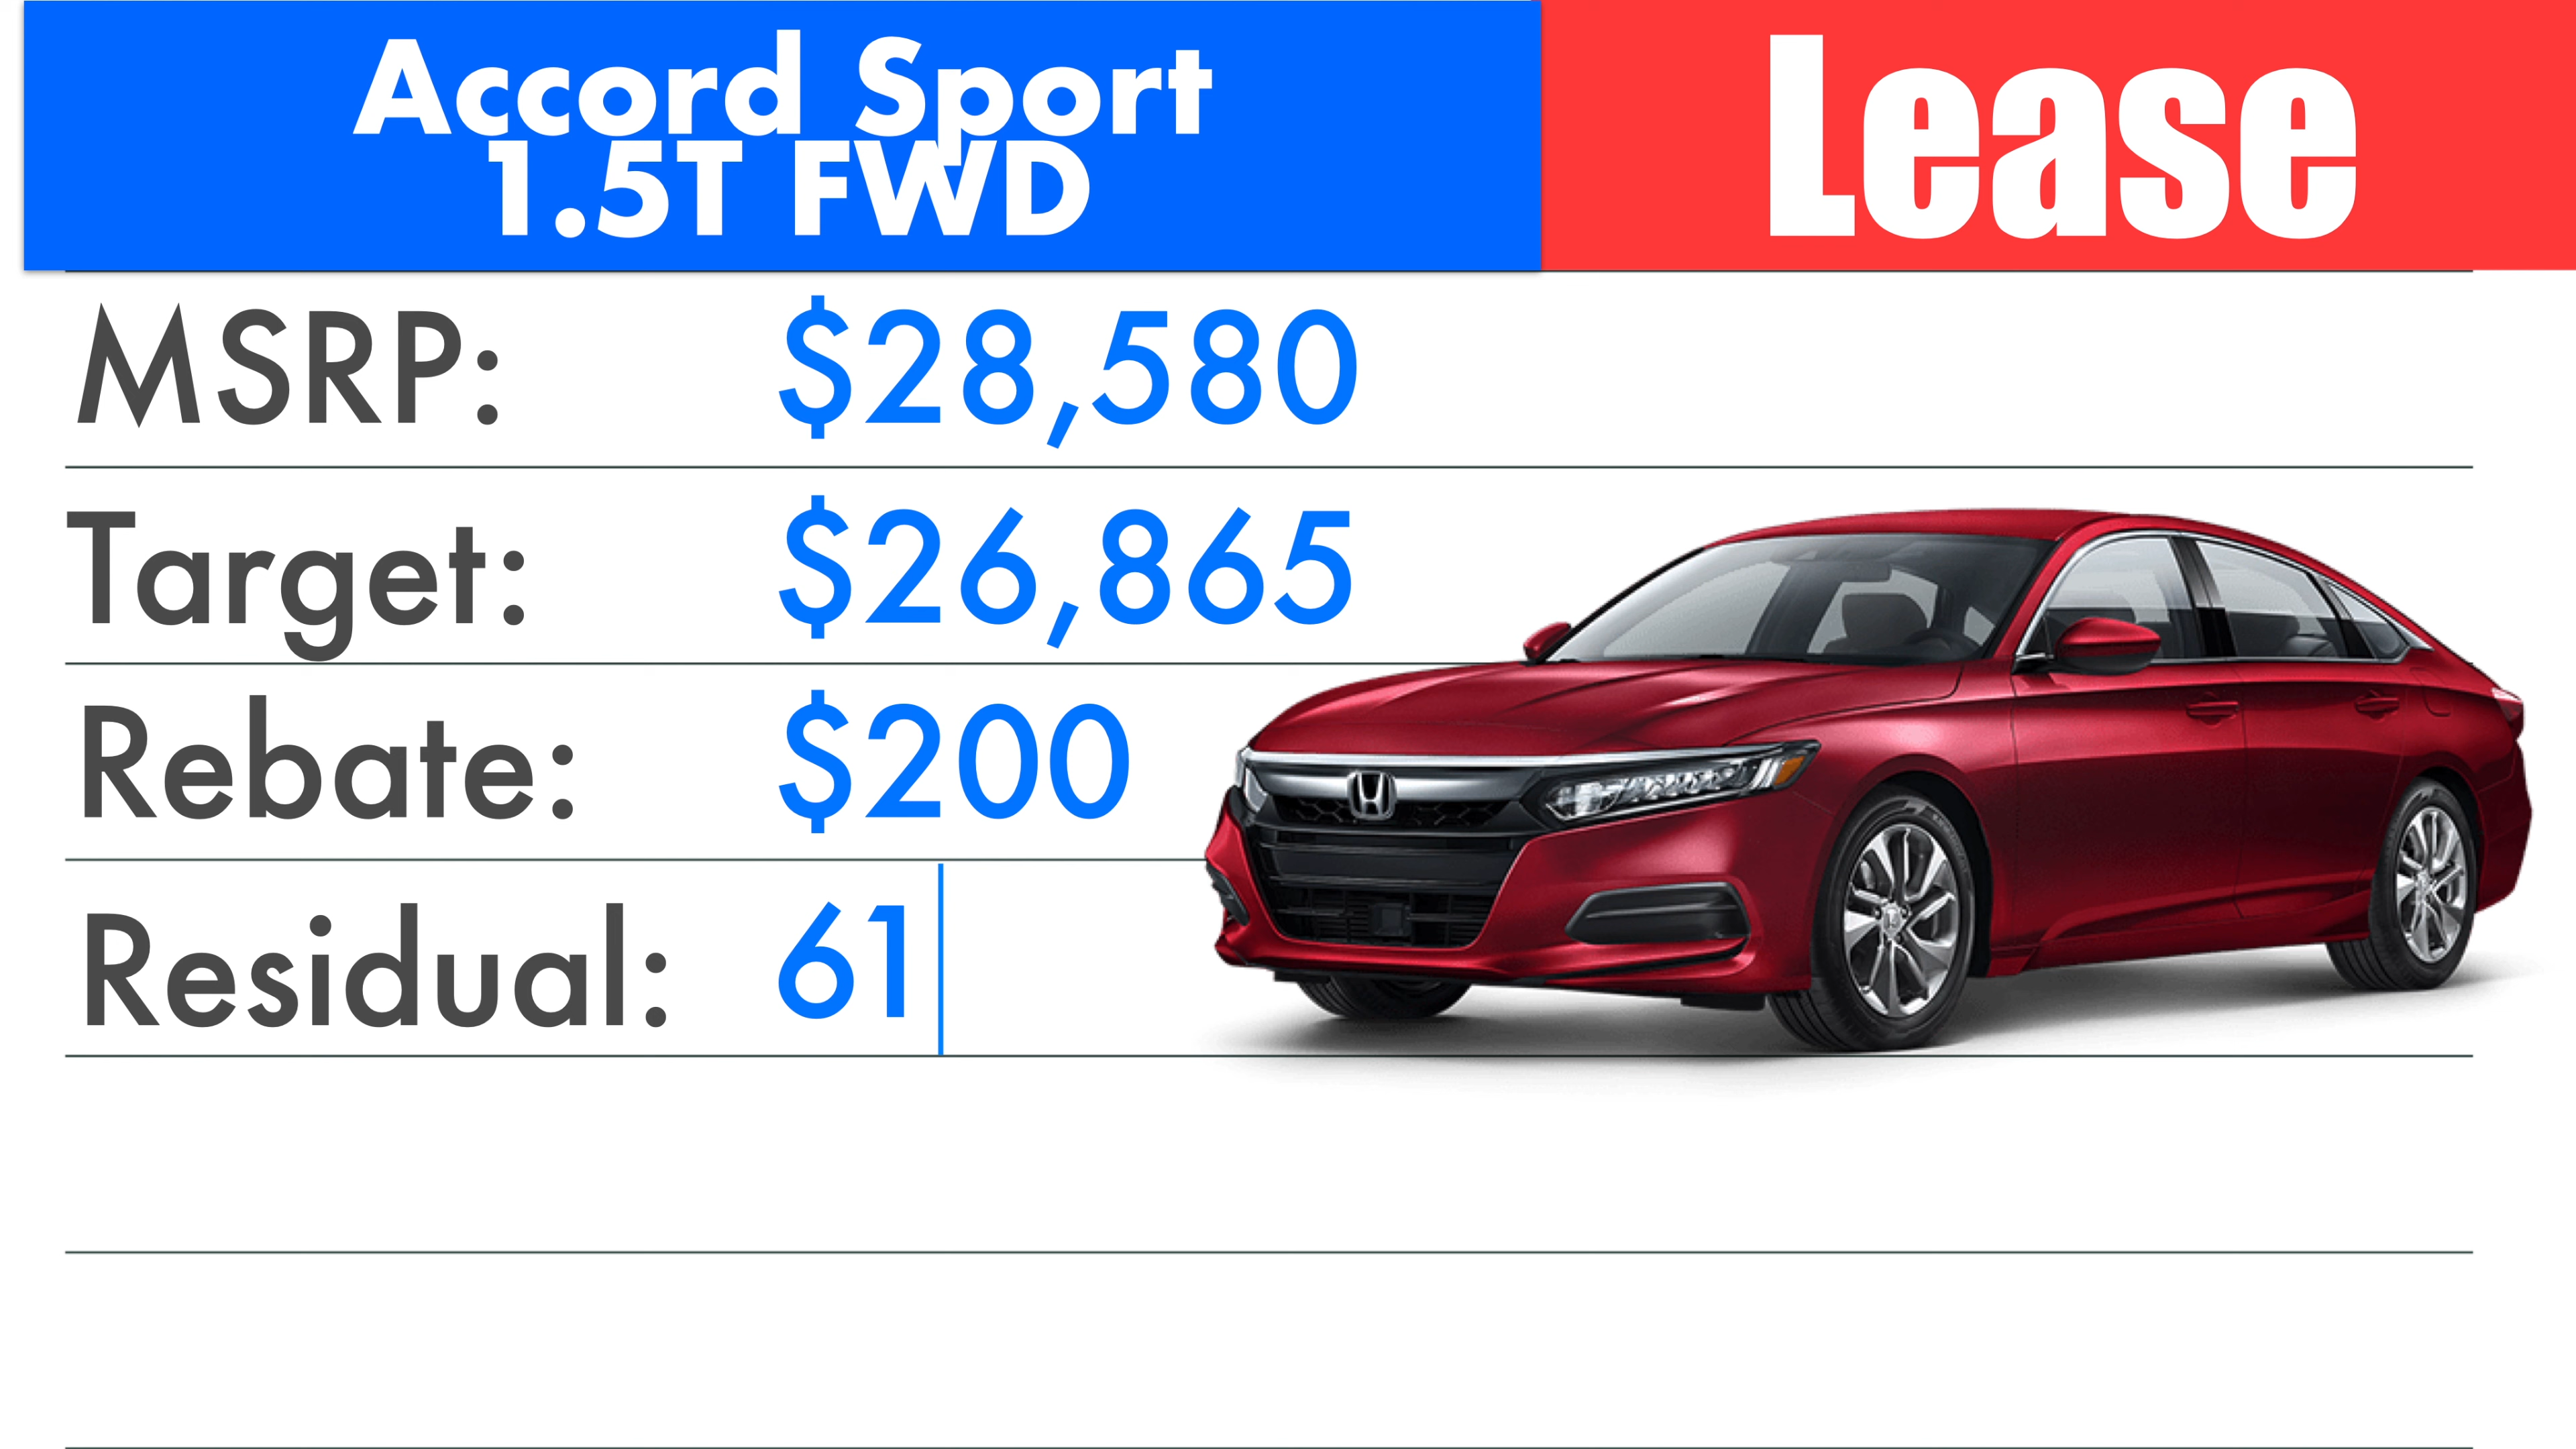 Accord Sport
1.5T FWD
Lease
MSRP: $28,580
Target: $26,865
Rebate: $200
Residual: 61